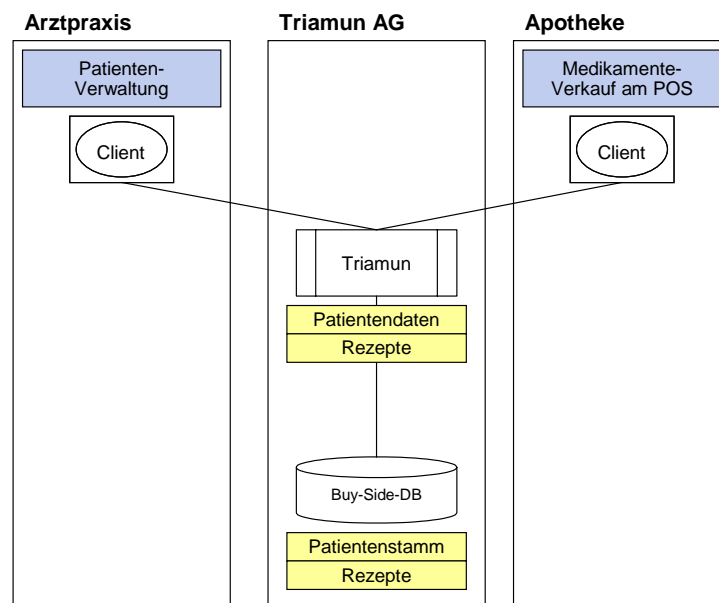 Arztpraxis
Triamun AG
Apotheke
Patienten-
Verwaltung
Medikamente-
Verkauf am POS
Client
Client
Triamun
Patientendaten
Rezepte
Buy-Side-DB
Patientenstamm
Rezepte